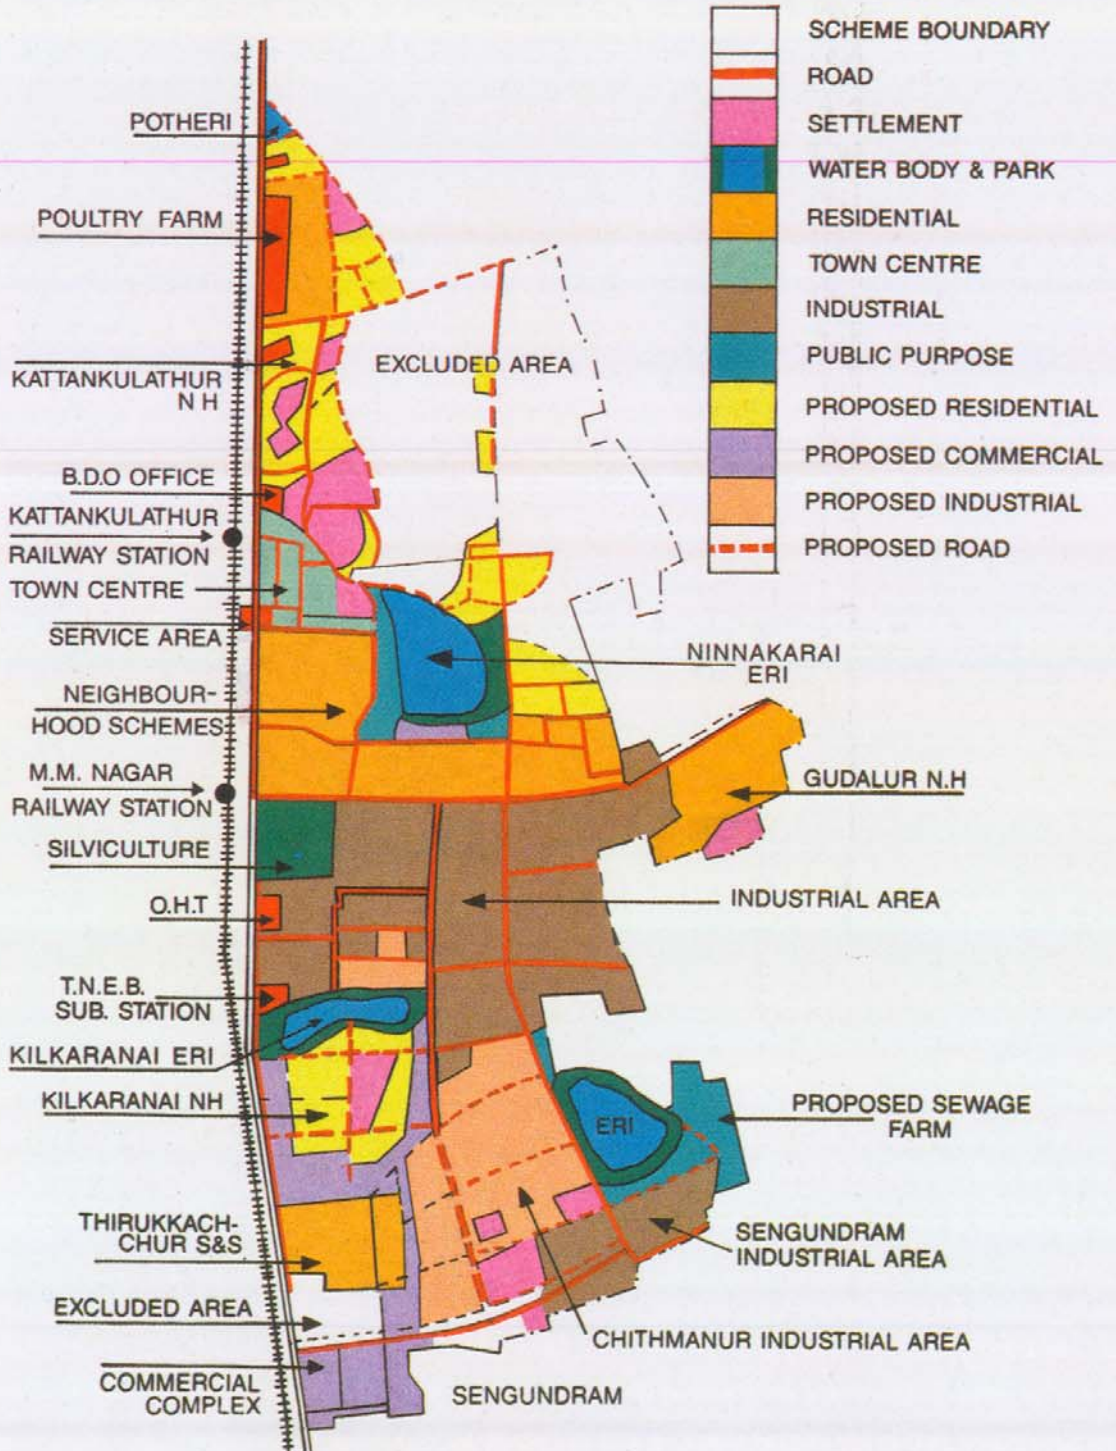 SCHEME BOUNDARY
ROAD
SETTLEMENT
WATER BODY & PARK
RESIDENTIAL
TOWN CENTRE
INDUSTRIAL
PUBLIC PURPOSE
PROPOSED RESIDENTIAL
PROPOSED COMMERCIAL
PROPOSED INDUSTRIAL
PROPOSED ROAD
POTHERI
POULTRY FARM
EXCLUDED AREA
KATTANKULATHUR
N H
B.D.O OFFICE
KATTANKULATHUR
RAILWAY STATION
TOWN CENTRE
SERVICE AREA
NINNAKARAI
ERI
NEIGHBOUR-
HOOD SCHEMES
M.M. NAGAR
RAILWAY STATION
GUDALUR N.H
SILVICULTURE
INDUSTRIAL AREA
O.H.T
T.N.E.B.
SUB. STATION
KILKARANAI ERI
KILKARANAI NH
ERI
PROPOSED SEWAGE
FARM
THIRUKKACH-
CHUR S&S
SENGUNDRAM
INDUSTRIAL AREA
EXCLUDED AREA
CHITHMANUR INDUSTRIAL AREA
COMMERCIAL
COMPLEX
SENGUNDRAM